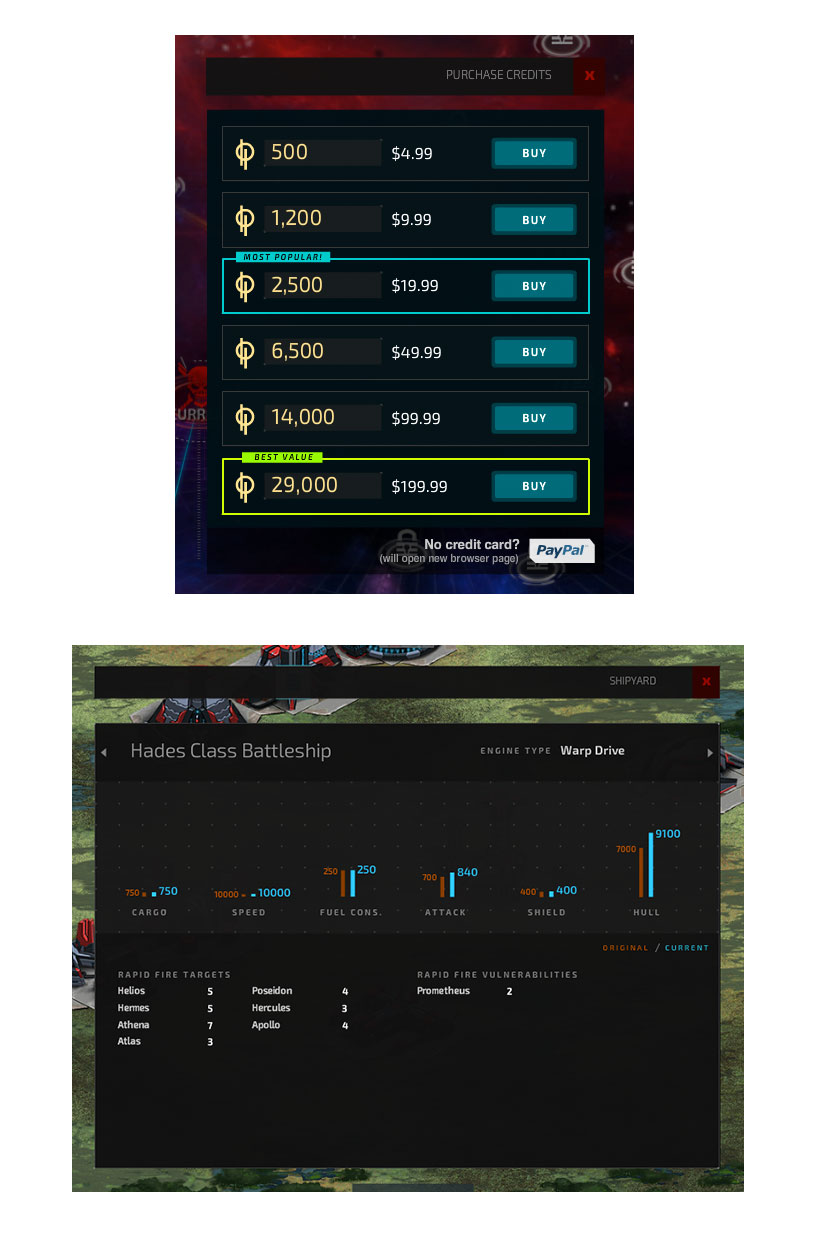 PURCHASE CREDITS X
500 $4.99 BUY
1,200 $9.99 BUY
MOST POPULAR!
2,500 $19.99 BUY
6,500 $49.99 BUY
14,000 $99.99 BUY
BEST VALUE
29,000 $199.99 BUY
No credit card?
(will open new browser page)
PayPal
SHIPYARD X
Hades Class Battleship ENGINE TYPE Warp Drive
750 750 10000 10000 250 250 700 840 400 400 7000 9100
CARGO SPEED FUEL CONS. ATTACK SHIELD HULL
ORIGINAL / CURRENT
RAPID FIRE TARGETS RAPID FIRE VULNERABILITIES
Helios 5 Poseidon 4 Prometheus 2
Hermes 5 Hercules 3
Athena 7 Apollo 4
Atlas 3